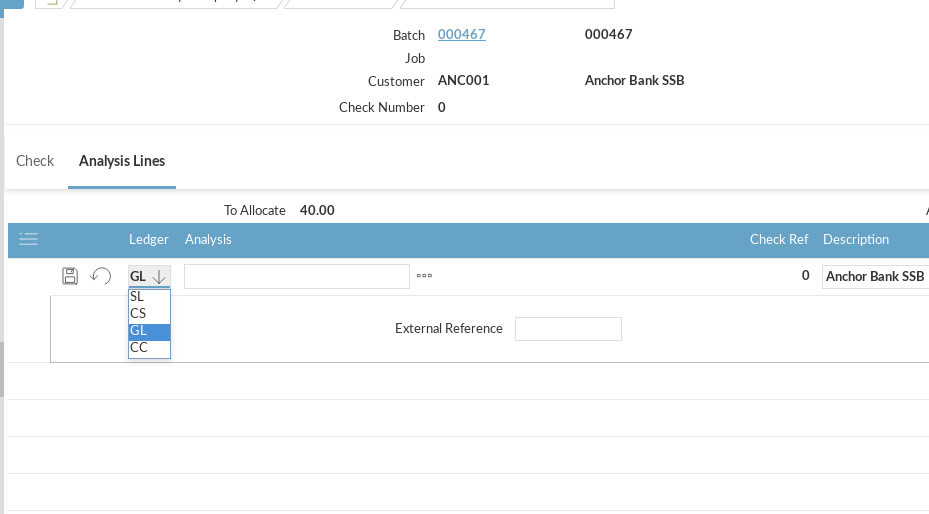 Batch 000467 000467
Job
Customer ANC001 Anchor Bank SSB
Check Number 0
Check Analysis Lines
To Allocate 40.00
Ledger Analysis Check Ref Description
GL 0 Anchor Bank SSB
SL
CS
GL
CC
External Reference